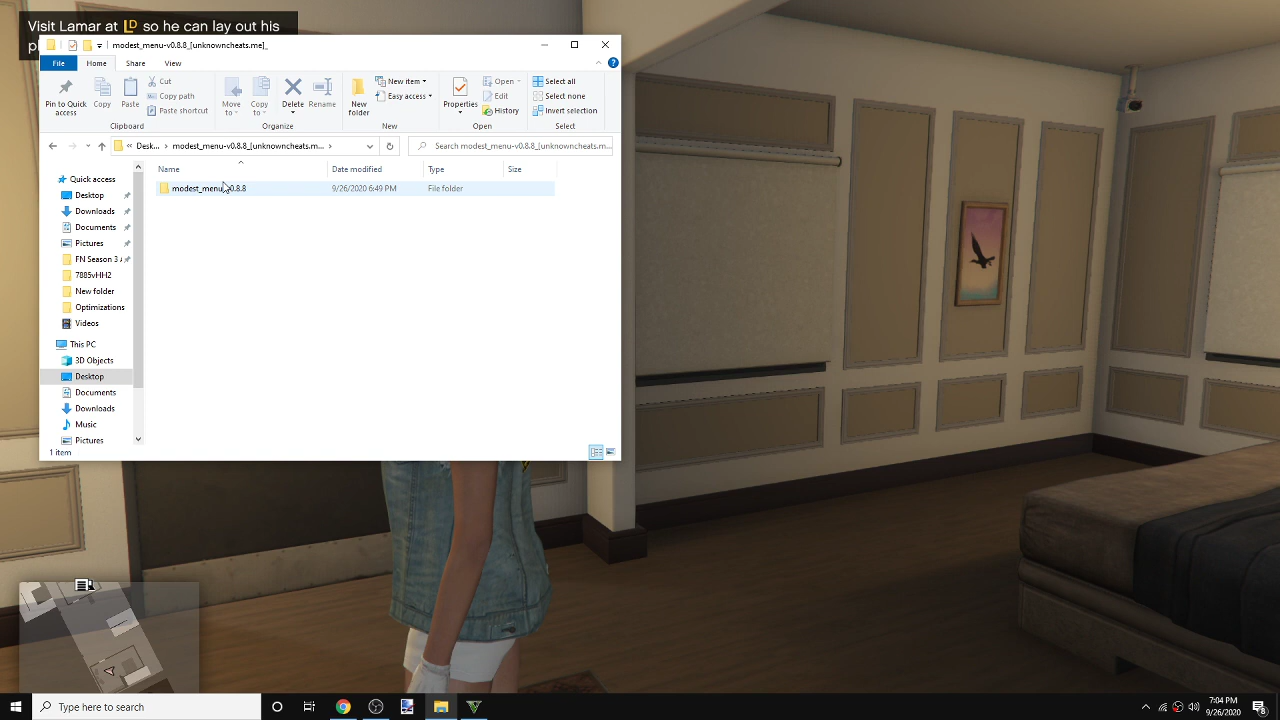 Visit Lamar at LD so he can lay out his
modest_menu-v0.8.8_[unknowncheats.me]_
File Home Share View
Pin to Quick access
Copy
Paste
Cut
Copy path
Paste shortcut
Clipboard
Move to
Copy to
Delete
Rename
Organize
New folder
New item
Easy access
New
Properties
Open
Edit
History
Open
Select all
Select none
Invert selection
Select
« Desk... › modest_menu-v0.8.8_[unknowncheats.m... ›
Search modest_menu-v0.8.8_[unknowncheats.m...
Name Date modified Type Size
9/26/2020 6:49 PM File folder
Quick access
Desktop
Downloads
Documents
Pictures
FN Season 3
7885vHH2
New folder
Optimizations
Videos
This PC
3D Objects
Desktop
Documents
Downloads
Music
Pictures
1 item
Type here to search
7:04 PM
9/26/2020